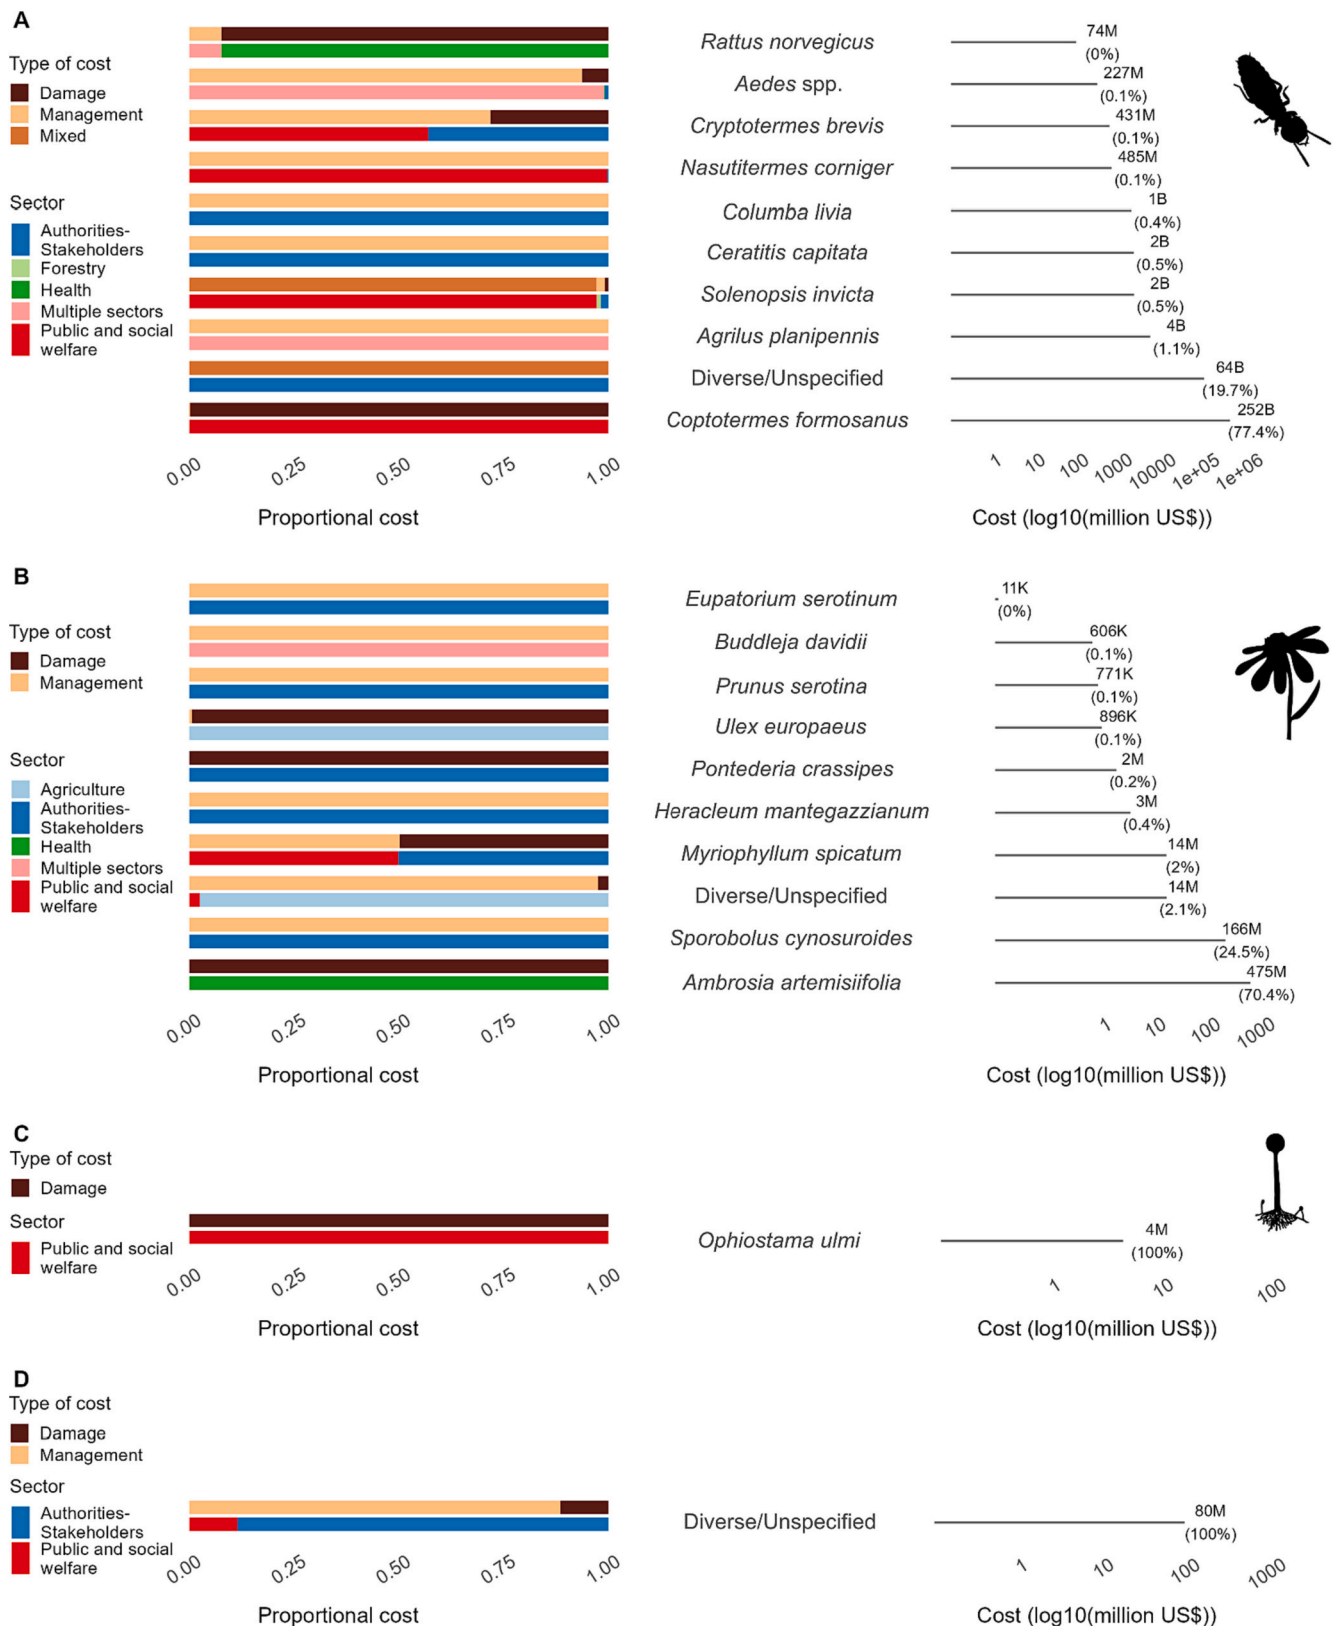 A
Type of cost
Damage
Management
Mixed
Sector
Authorities-
Stakeholders
Forestry
Health
Multiple sectors
Public and social
welfare
0.00 0.25 0.50 0.75 1.00
Proportional cost
Rattus norvegicus
74M
(0%)
Aedes spp.
227M
(0.1%)
Cryptotermes brevis
431M
(0.1%)
Nasutitermes corniger
485M
(0.1%)
Columba livia
1B
(0.4%)
Ceratitis capitata
2B
(0.5%)
Solenopsis invicta
2B
(0.5%)
Agrilus planipennis
4B
(1.1%)
Diverse/Unspecified
64B
(19.7%)
Coptotermes formosanus
252B
(77.4%)
1 10 100 1000 10000 1e+05 1e+06
Cost (log10(million US$))
B
Type of cost
Damage
Management
Sector
Agriculture
Authorities-
Stakeholders
Health
Multiple sectors
Public and social
welfare
0.00 0.25 0.50 0.75 1.00
Proportional cost
Eupatorium serotinum
11K
(0%)
Buddleja davidii
606K
(0.1%)
Prunus serotina
771K
(0.1%)
Ulex europaeus
896K
(0.1%)
Pontederia crassipes
2M
(0.2%)
Heracleum mantegazzianum
3M
(0.4%)
Myriophyllum spicatum
14M
(2%)
Diverse/Unspecified
14M
(2.1%)
Sporobolus cynosuroides
166M
(24.5%)
Ambrosia artemisiifolia
475M
(70.4%)
1 10 100 1000
Cost (log10(million US$))
C
Type of cost
Damage
Sector
Public and social
welfare
0.00 0.25 0.50 0.75 1.00
Proportional cost
Ophiostama ulmi
4M
(100%)
1 10 100
Cost (log10(million US$))
D
Type of cost
Damage
Management
Sector
Authorities-
Stakeholders
Public and social
welfare
0.00 0.25 0.50 0.75 1.00
Proportional cost
Diverse/Unspecified
80M
(100%)
1 10 100 1000
Cost (log10(million US$))